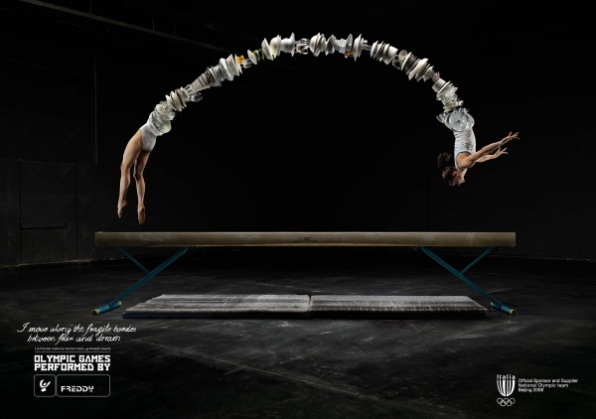 I move along the fragile border
between fear and dream
OLYMPIC GAMES
PERFORMED BY
FREDDY
Italia
Official Sponsor and Supplier
National Olympic team
Beijing 2008